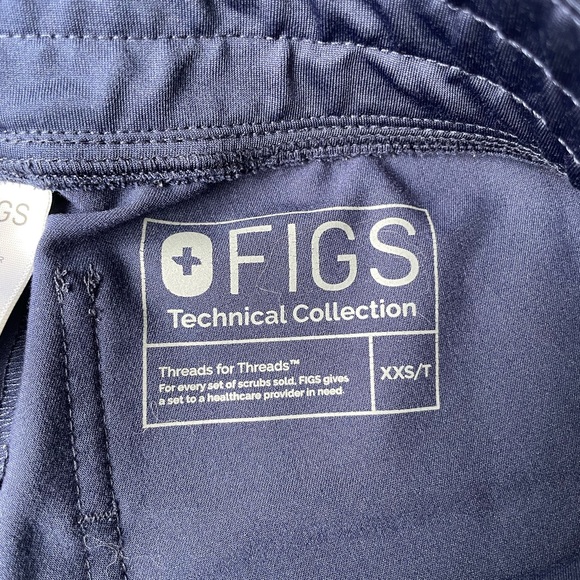 GS
FIGS
Technical Collection
Threads for Threads™
For every set of scrubs sold, FIGS gives
a set to a healthcare provider in need.
XXS/T